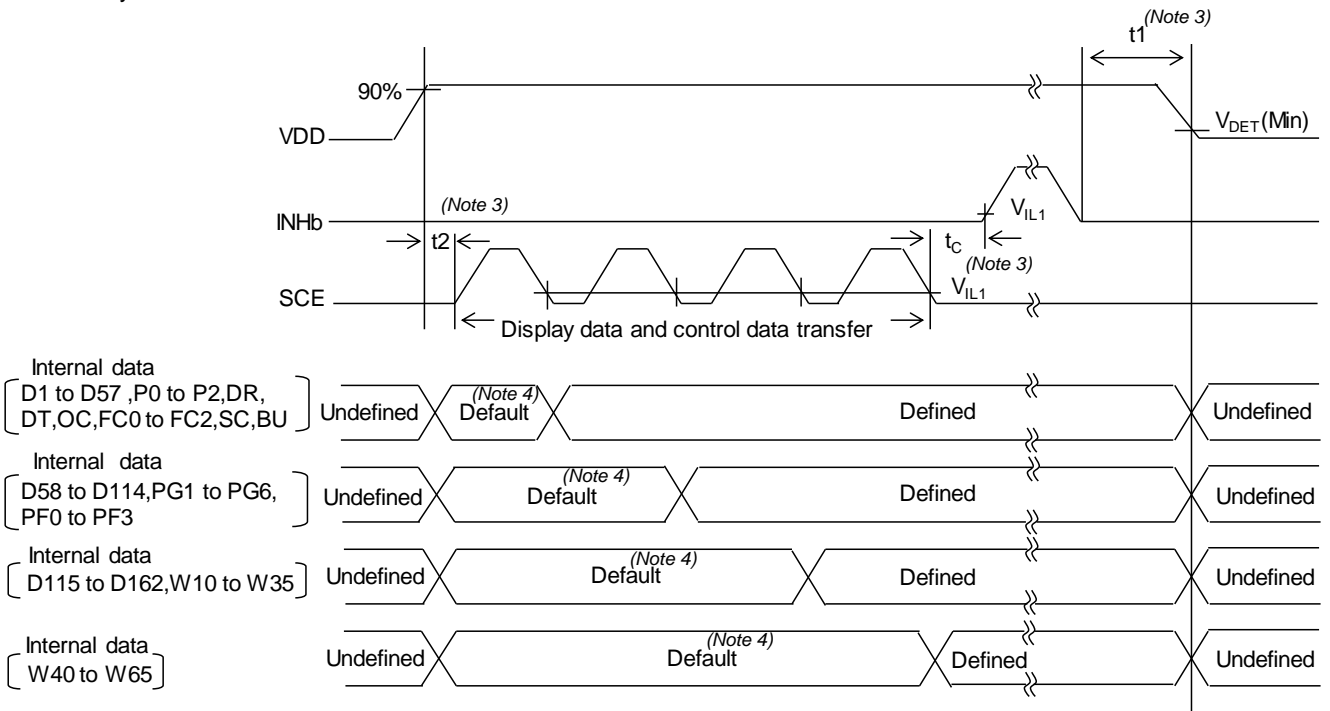 (Note 3)
t1
90%
VDD
VDET(Min)
INHb
(Note 3)
VIL1
t2
tC
(Note 3)
VIL1
SCE
Display data and control data transfer
Internal data
D1 to D57 ,P0 to P2,DR,
DT,OC,FC0 to FC2,SC,BU
Undefined
(Note 4)
Default
Defined
Undefined
Internal data
D58 to D114,PG1 to PG6,
PF0 to PF3
Undefined
(Note 4)
Default
Defined
Undefined
Internal data
D115 to D162,W10 to W35
Undefined
(Note 4)
Default
Defined
Undefined
Internal data
W40 to W65
Undefined
(Note 4)
Default
Defined
Undefined